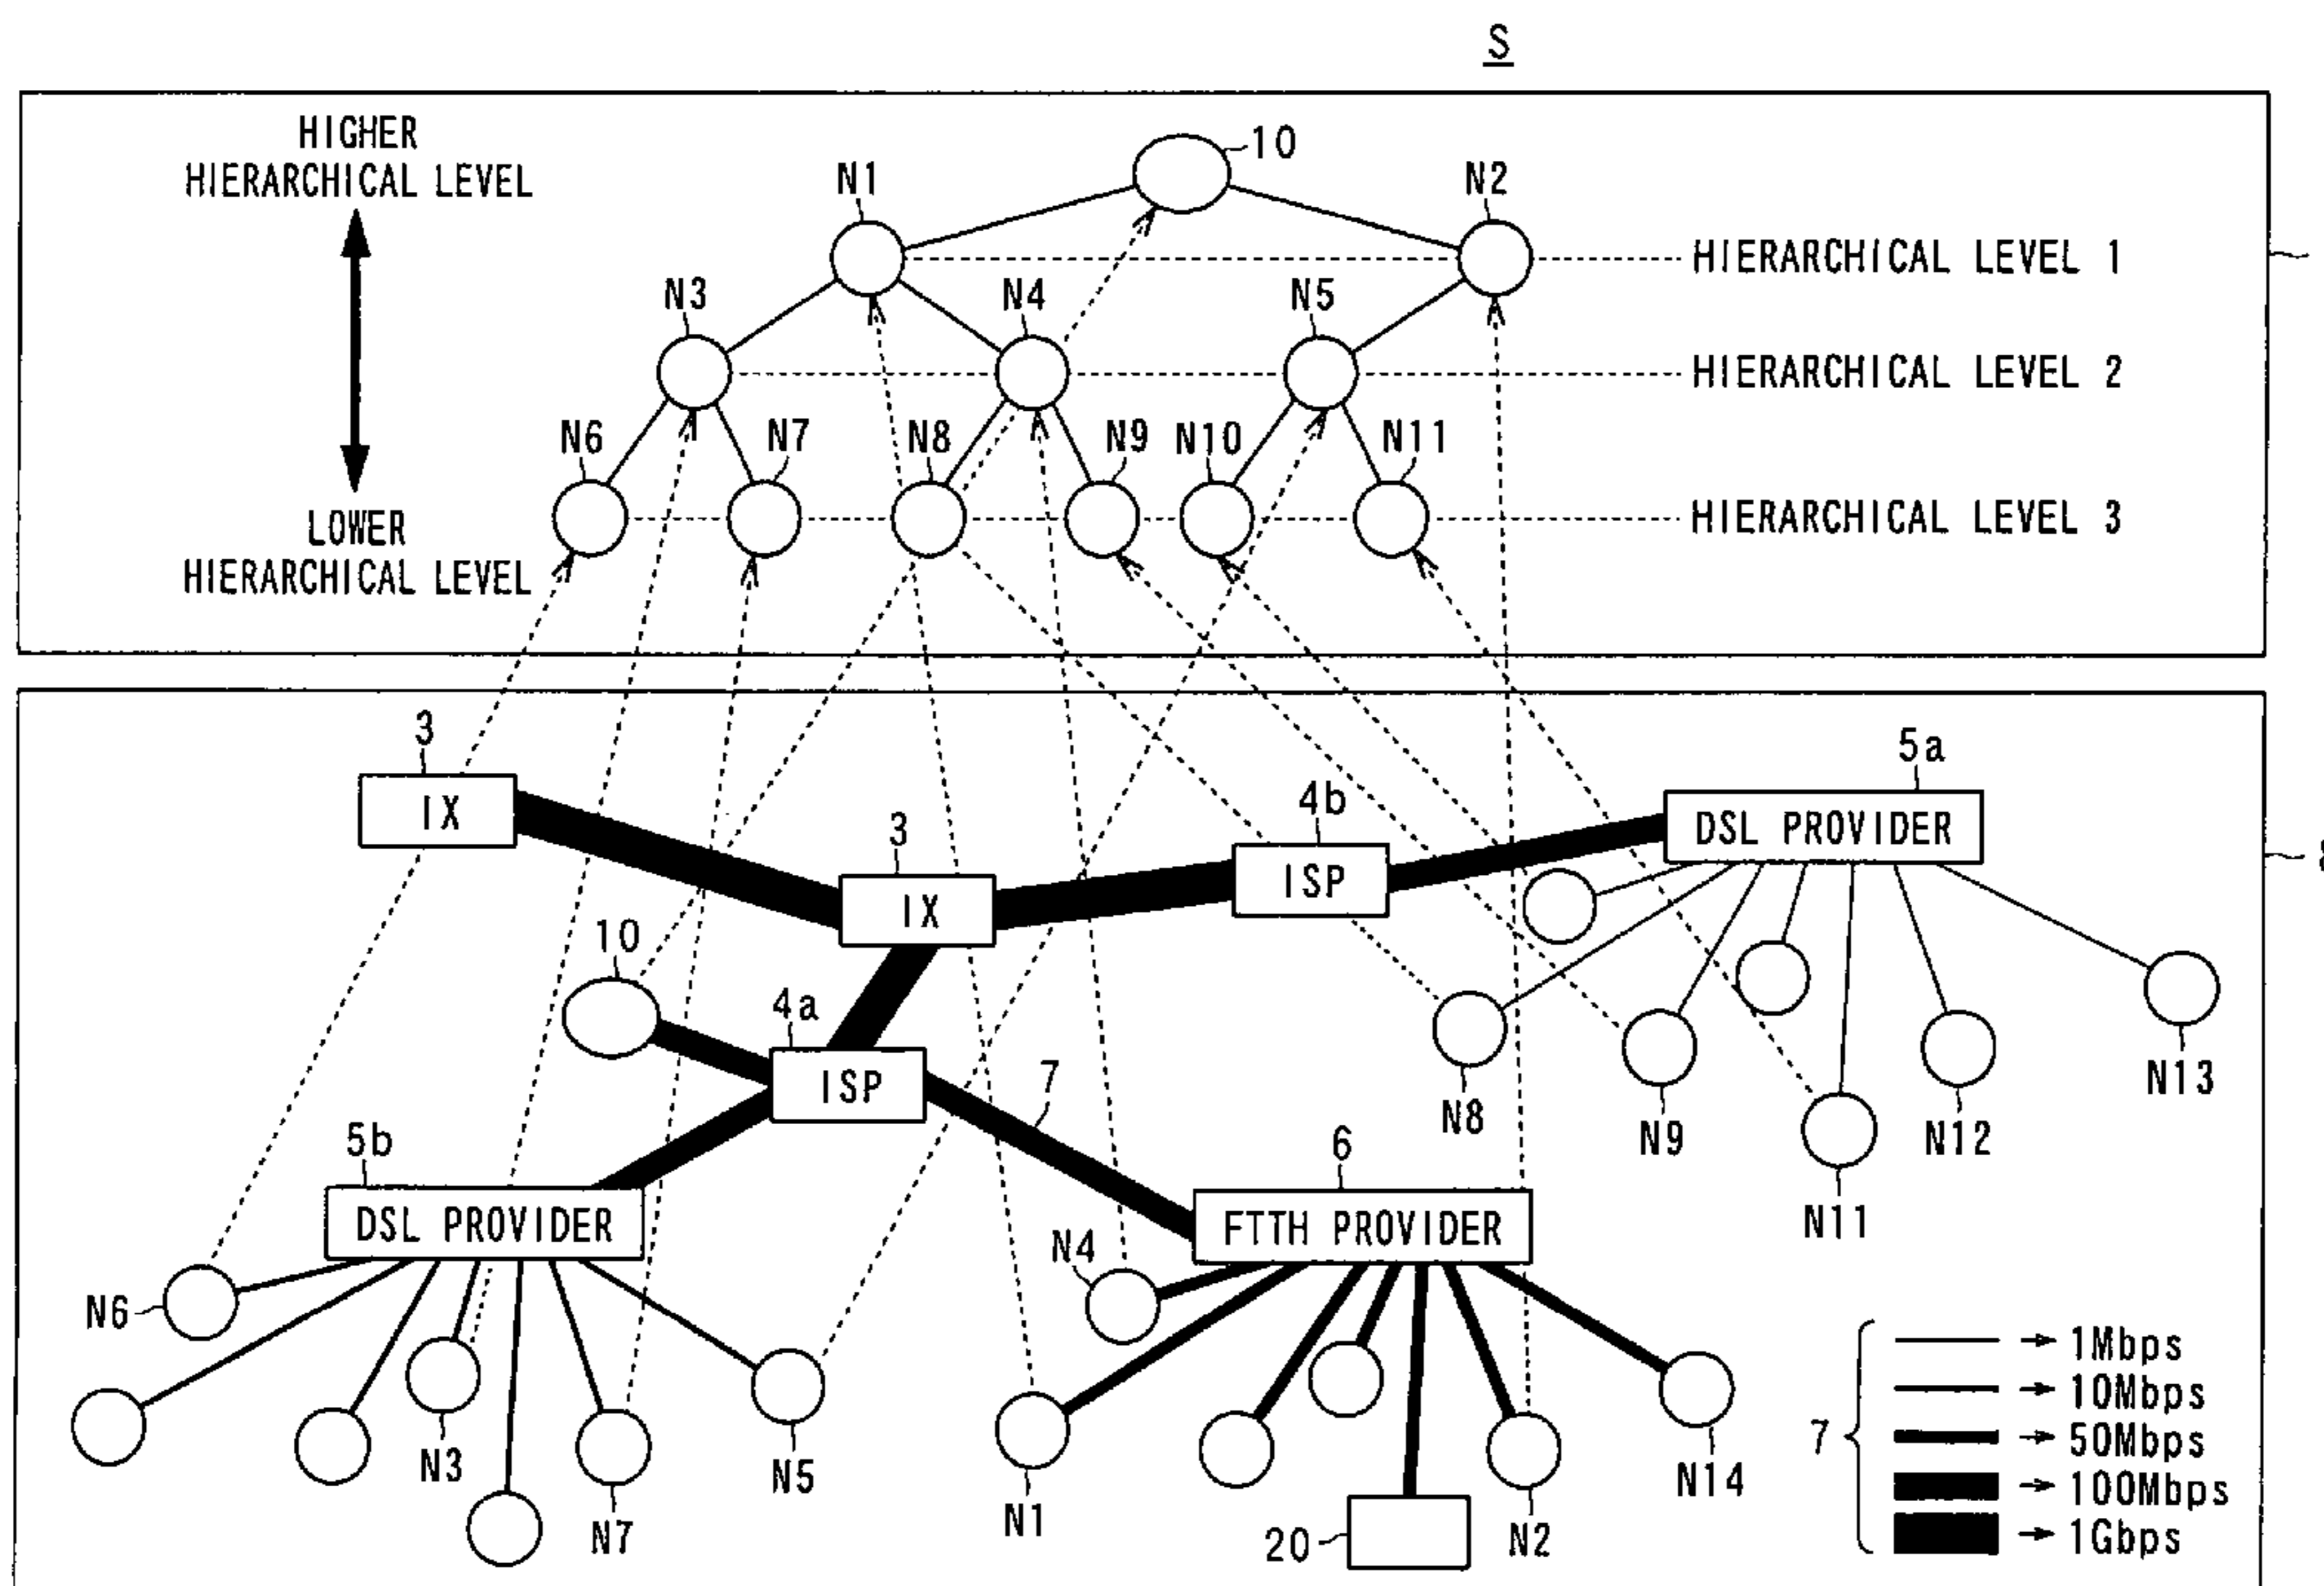 S
HIGHER
HIERARCHICAL LEVEL
10
N1
N2
HIERARCHICAL LEVEL 1
N3
N4
N5
HIERARCHICAL LEVEL 2
N6
N7
N8
N9
N10
N11
HIERARCHICAL LEVEL 3
LOWER
HIERARCHICAL LEVEL
3
IX
3
IX
4b
ISP
5a
DSL PROVIDER
10
4a
ISP
7
N8
N9
N11
N12
N13
5b
DSL PROVIDER
6
FTTH PROVIDER
N6
N3
N7
N5
N4
N1
20
N2
N14
7
1Mbps
10Mbps
50Mbps
100Mbps
1Gbps